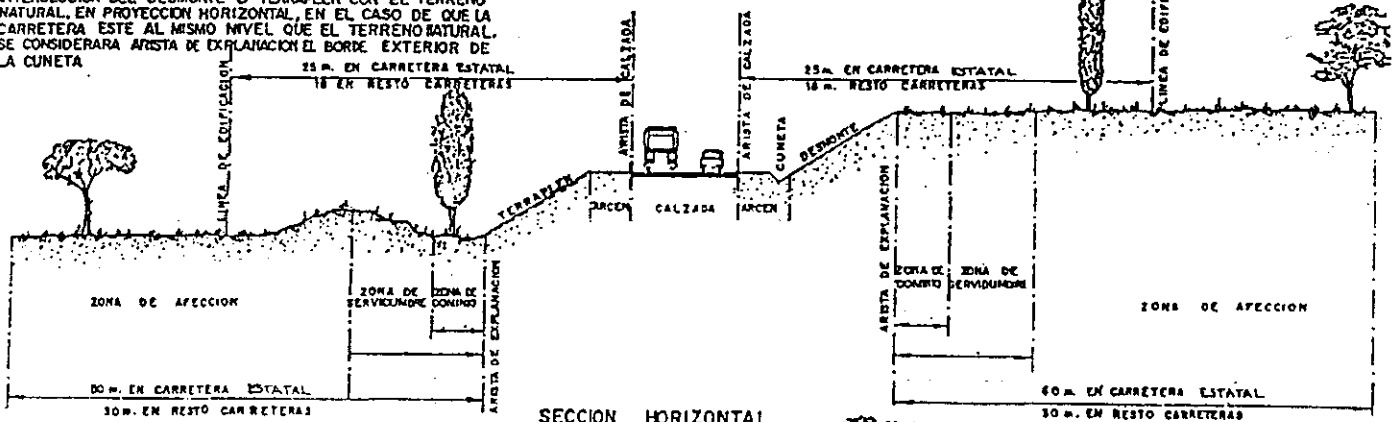 NATURAL, EN PROYECCION HORIZONTAL, EN EL CASO DE QUE LA
CARRETERA ESTE AL MISMO NIVEL QUE EL TERRENO NATURAL.
SE CONSIDERARA ARISTA DE EXPLANACION EL BORDE EXTERIOR DE
LA CUNETA
25 m. EN CARRETERA ESTATAL
18 EN RESTO CARRETERAS
25 m. EN CARRETERA ESTATAL
18 m. RESTO CARRETERAS
LINEA DE EDIFICACION
ARISTA DE CALZADA
ARISTA DE CALZADA
CUNETA
DESMONTE
LINEA DE EDIFI
TERRAPLEN
ARCEN
CALZADA
ARCEN
ZONA DE AFECCION
ZONA DE
SERVIDUMBRE
ZONA DE
DOMINIO
ARISTA DE EXPLANACION
ARISTA DE EXPLANACION
ZONA DE
DOMINIO
ZONA DE
SERVIDUMBRE
ZONA DE AFECCION
EN CARRETERA ESTATAL
30 m. EN RESTO CARRETERAS
60 m. EN CARRETERA ESTATAL
30 m. EN RESTO CARRETERAS
SECCION HORIZONTAL